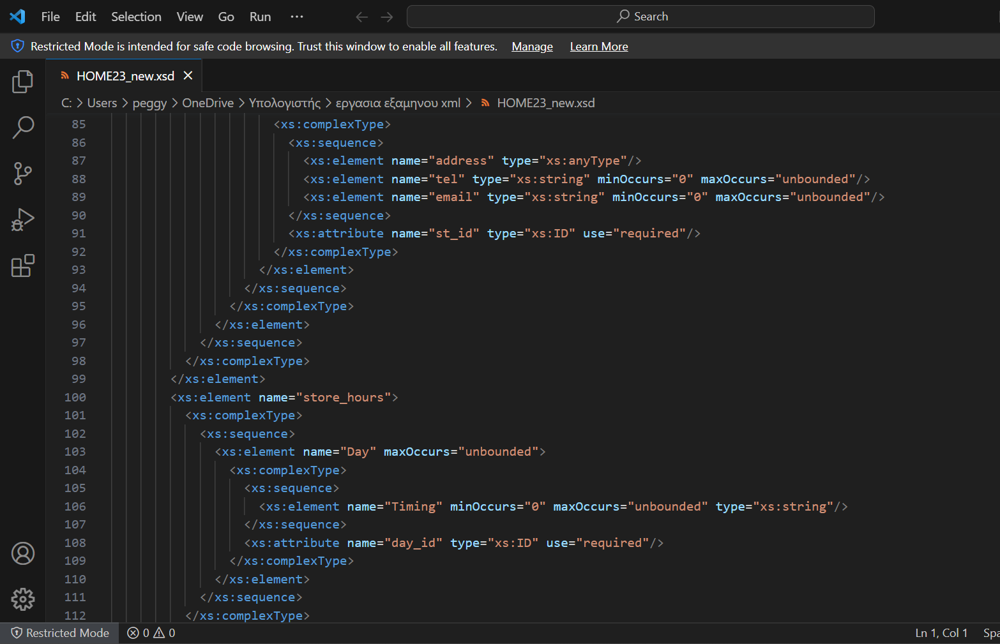 File Edit Selection View Go Run ··· Search
Restricted Mode is intended for safe code browsing. Trust this window to enable all features. Manage Learn More
HOME23_new.xsd
C: > Users > peggy > OneDrive > Υπολογιστής > εργασια εξαμηνου xml > HOME23_new.xsd
85 <xs:complexType>
86 <xs:sequence>
87 <xs:element name="address" type="xs:anyType"/>
88 <xs:element name="tel" type="xs:string" minOccurs="0" maxOccurs="unbounded"/>
89 <xs:element name="email" type="xs:string" minOccurs="0" maxOccurs="unbounded"/>
90 </xs:sequence>
91 <xs:attribute name="st_id" type="xs:ID" use="required"/>
92 </xs:complexType>
93 </xs:element>
94 </xs:sequence>
95 </xs:complexType>
96 </xs:element>
97 </xs:sequence>
98 </xs:complexType>
99 </xs:element>
100 <xs:element name="store_hours">
101 <xs:complexType>
102 <xs:sequence>
103 <xs:element name="Day" maxOccurs="unbounded">
104 <xs:complexType>
105 <xs:sequence>
106 <xs:element name="Timing" minOccurs="0" maxOccurs="unbounded" type="xs:string"/>
107 </xs:sequence>
108 <xs:attribute name="day_id" type="xs:ID" use="required"/>
109 </xs:complexType>
110 </xs:element>
111 </xs:sequence>
112 </xs:complexType>
Restricted Mode 0 0 Ln 1, Col 1 Spa